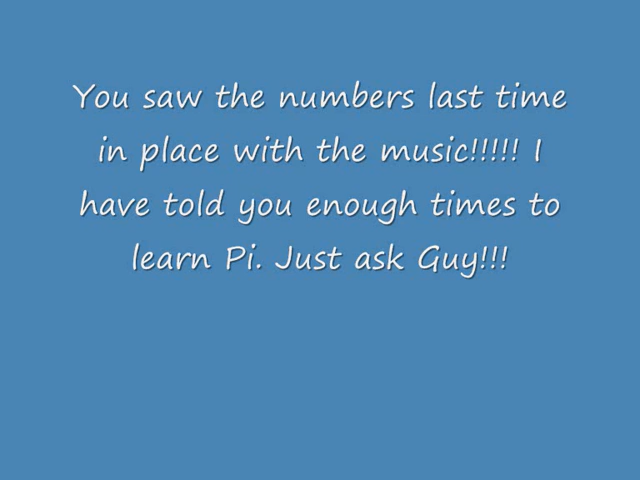 You saw the numbers last time
in place with the music!!!!! I
have told you enough times to
learn Pi. Just ask Guy!!!